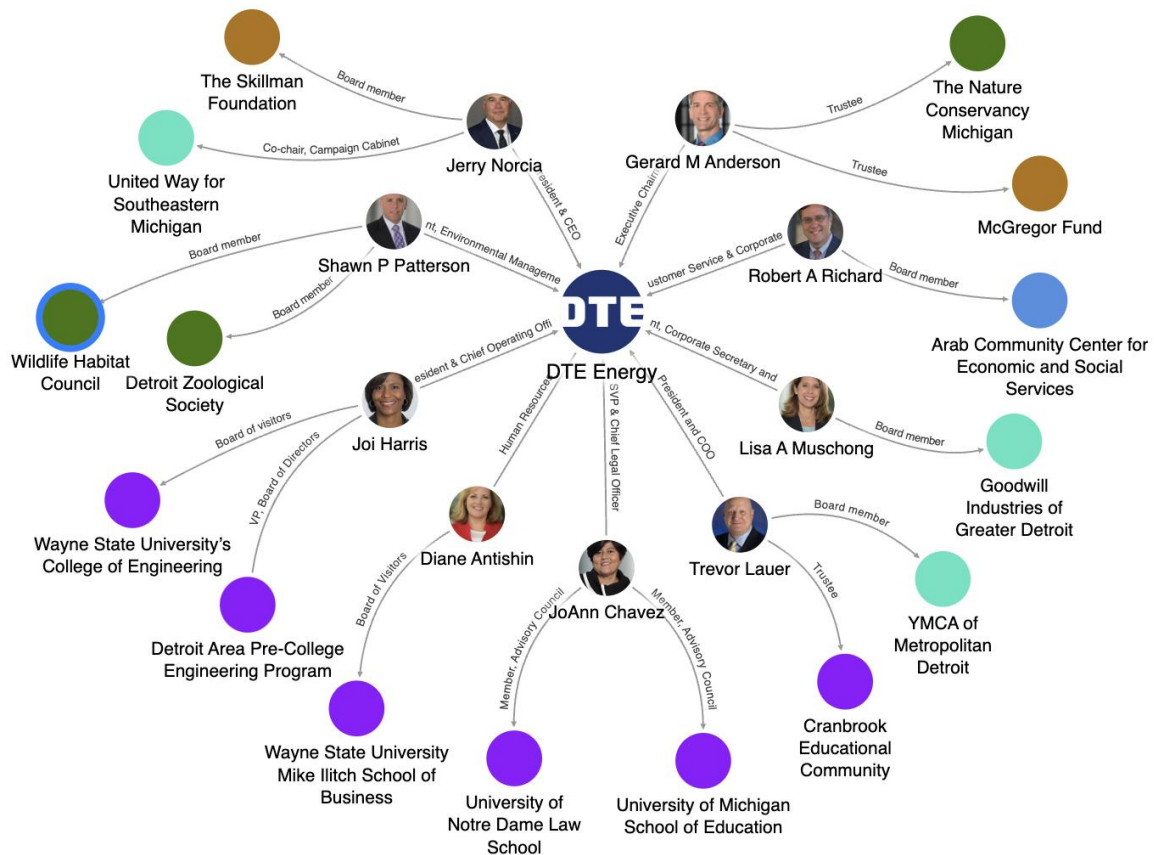 The Skillman
Foundation
Board member
Jerry Norcia
Co-chair, Campaign Cabinet
United Way for
Southeastern
Michigan
esident & CEO
Gerard M Anderson
Executive Chair
Trustee
The Nature
Conservancy
Michigan
Trustee
McGregor Fund
Shawn P Patterson
nt, Environmental Manageme
Board member
Wildlife Habitat
Council
Board member
Detroit Zoological
Society
Robert A Richard
ustomer Service & Corporate
Board member
Arab Community Center for
Economic and Social
Services
DTE
DTE Energy
Joi Harris
esident & Chief Operating Offi
Board of visitors
Wayne State University's
College of Engineering
VP, Board of Directors
Detroit Area Pre-College
Engineering Program
Lisa A Muschong
nt, Corporate Secretary and
Board member
Goodwill
Industries of
Greater Detroit
Diane Antishin
Human Resource
Board of Visitors
Wayne State University
Mike Ilitch School of
Business
JoAnn Chavez
SVP & Chief Legal Officer
Member, Advisory Council
University of
Notre Dame Law
School
Member, Advisory Council
University of Michigan
School of Education
Trevor Lauer
President and COO
Board member
YMCA of
Metropolitan
Detroit
Trustee
Cranbrook
Educational
Community